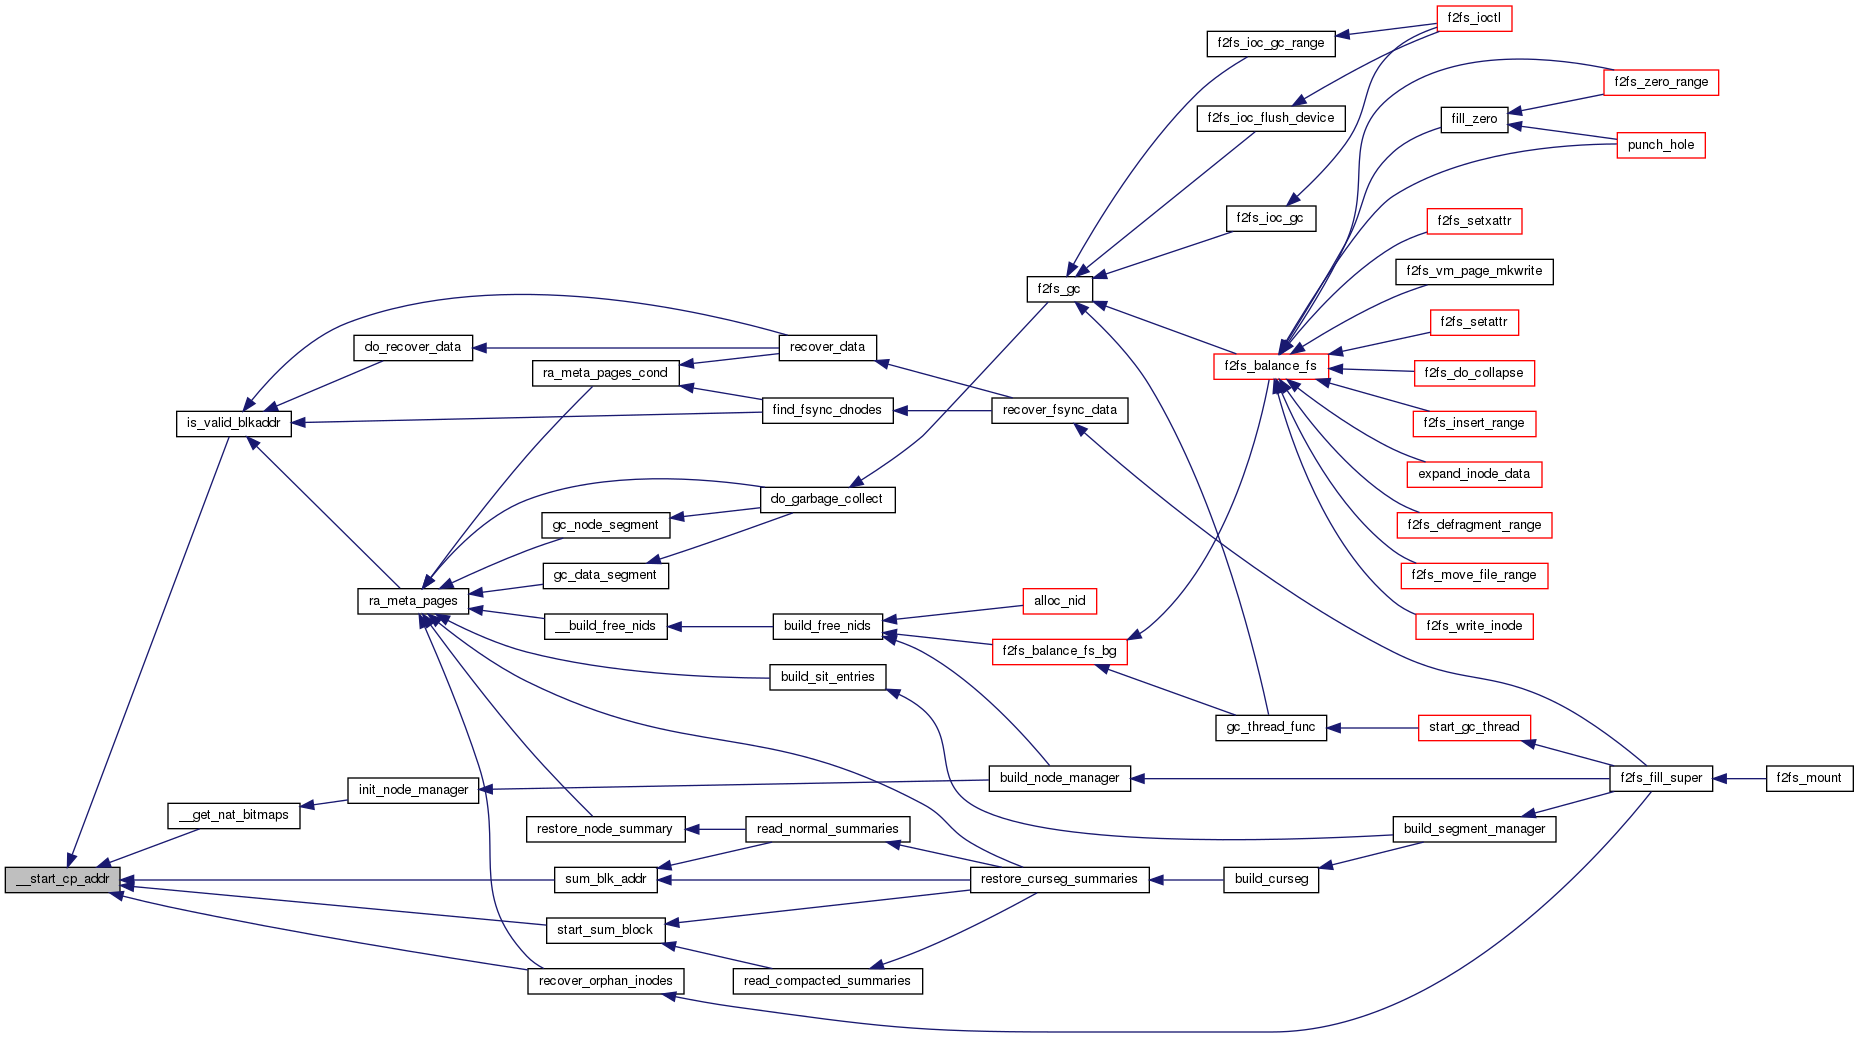 f2fs_ioctl
f2fs_ioc_gc_range
f2fs_zero_range
f2fs_ioc_flush_device
fill_zero
punch_hole
f2fs_ioc_gc
f2fs_setxattr
f2fs_vm_page_mkwrite
f2fs_gc
f2fs_setattr
do_recover_data
recover_data
ra_meta_pages_cond
f2fs_balance_fs
f2fs_do_collapse
is_valid_blkaddr
find_fsync_dnodes
recover_fsync_data
f2fs_insert_range
expand_inode_data
do_garbage_collect
gc_node_segment
f2fs_defragment_range
gc_data_segment
f2fs_move_file_range
ra_meta_pages
alloc_nid
__build_free_nids
build_free_nids
f2fs_write_inode
f2fs_balance_fs_bg
build_sit_entries
gc_thread_func
start_gc_thread
init_node_manager
build_node_manager
f2fs_fill_super
f2fs_mount
__get_nat_bitmaps
restore_node_summary
read_normal_summaries
build_segment_manager
__start_cp_addr
sum_blk_addr
restore_curseg_summaries
build_curseg
start_sum_block
recover_orphan_inodes
read_compacted_summaries